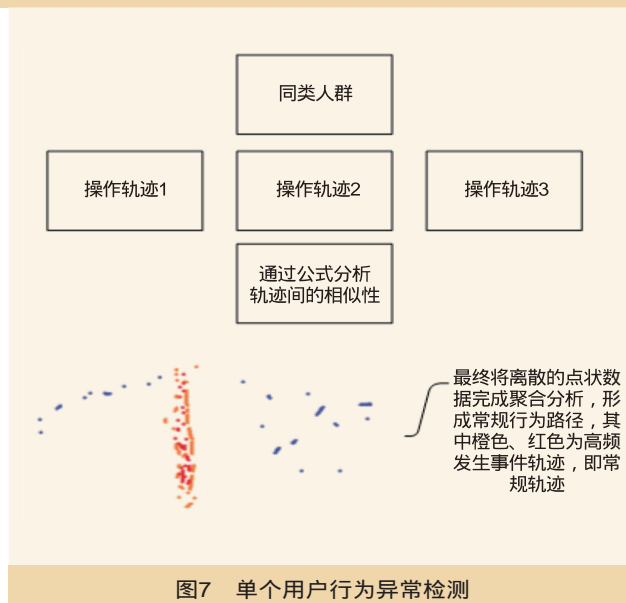 同类人群
操作轨迹1
操作轨迹2
操作轨迹3
通过公式分析
轨迹间的相似性
最终将离散的点状数
据完成聚合分析，形
成常规行为路径，其
中橙色、红色为高频
发生事件轨迹，即常
规轨迹
图7 单个用户行为异常检测